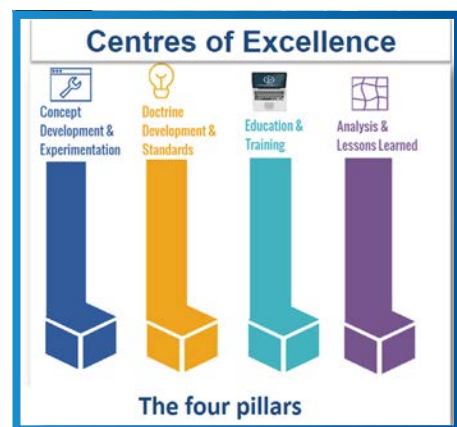 Centres of Excellence
Concept
Development &
Experimentation
Doctrine
Development &
Standards
Education &
Training
Analysis &
Lessons Learned
The four pillars